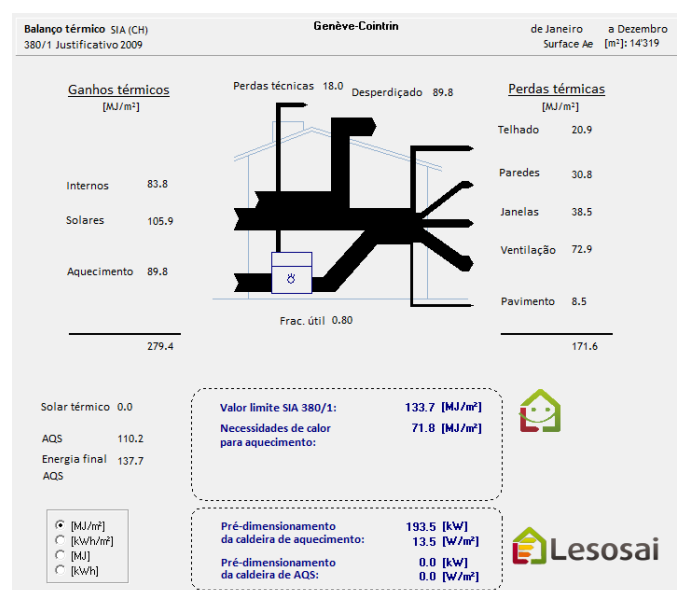 Balanço térmico SIA (CH)
380/1 Justificativo 2009
Genève-Cointrin
de Janeiro a Dezembro
Surface Ae [m²]: 14'319
Ganhos térmicos
[MJ/m²]
Perdas técnicas 18.0
Desperdiçado 89.8
Perdas térmicas
[MJ/m²]
Telhado 20.9
Paredes 30.8
Internos 83.8
Solares 105.9
Janelas 38.5
Ventilação 72.9
Aquecimento 89.8
Pavimento 8.5
Frac. útil 0.80
279.4
171.6
Solar térmico 0.0
AQS 110.2
Energia final 137.7
AQS
Valor limite SIA 380/1: 133.7 [MJ/m²]
Necessidades de calor 71.8 [MJ/m²]
para aquecimento:
[MJ/m²]
[kWh/m²]
[MJ]
[kWh]
Pré-dimensionamento 193.5 [kW]
da caldeira de aquecimento: 13.5 [W/m²]
Pré-dimensionamento 0.0 [kW]
da caldeira de AQS: 0.0 [W/m²]
Lesosai